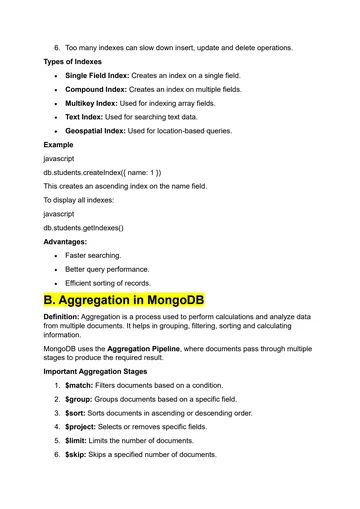 6. Too many indexes can slow down insert, update and delete operations.
Types of Indexes
• Single Field Index: Creates an index on a single field.
• Compound Index: Creates an index on multiple fields.
• Multikey Index: Used for indexing array fields.
• Text Index: Used for searching text data.
• Geospatial Index: Used for location-based queries.
Example
javascript
db.students.createIndex({ name: 1 })
This creates an ascending index on the name field.
To display all indexes:
javascript
db.students.getIndexes()
Advantages:
• Faster searching.
• Better query performance.
• Efficient sorting of records.
B. Aggregation in MongoDB
Definition: Aggregation is a process used to perform calculations and analyze data
from multiple documents. It helps in grouping, filtering, sorting and calculating
information.
MongoDB uses the Aggregation Pipeline, where documents pass through multiple
stages to produce the required result.
Important Aggregation Stages
1. $match: Filters documents based on a condition.
2. $group: Groups documents based on a specific field.
3. $sort: Sorts documents in ascending or descending order.
4. $project: Selects or removes specific fields.
5. $limit: Limits the number of documents.
6. $skip: Skips a specified number of documents.